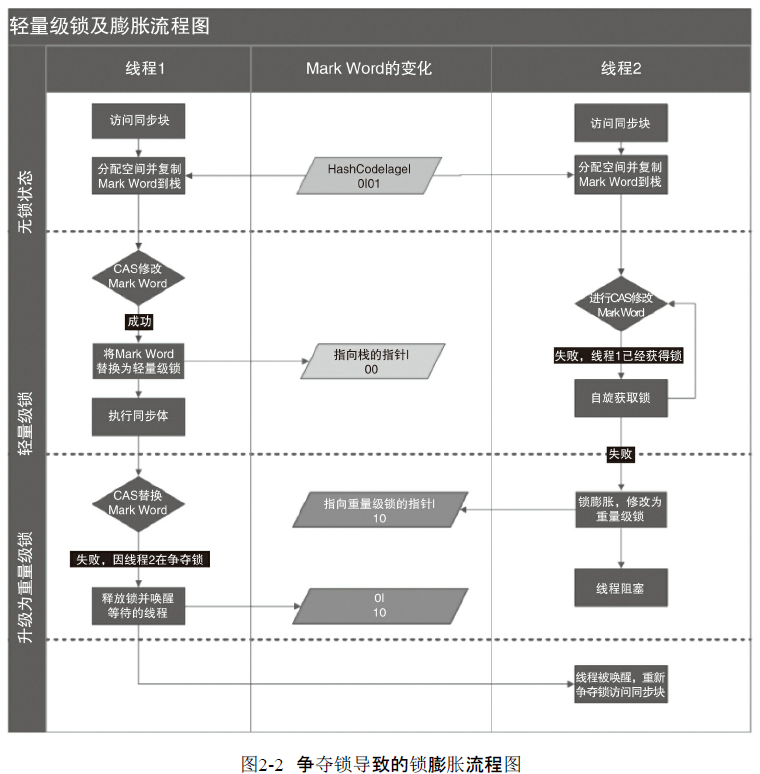 轻量级锁及膨胀流程图
线程1
Mark Word的变化
线程2
无锁状态
访问同步块
访问同步块
分配空间并复制
Mark Word到栈
HashCodelagel
0l01
分配空间并复制
Mark Word到栈
轻量级锁
CAS修改
Mark Word
进行CAS修改
Mark Word
成功
将Mark Word
替换为轻量级锁
指向栈的指针l
00
失败，线程1已经获得锁
执行同步体
自旋获取锁
失败
升级为重量级锁
CAS替换
Mark Word
指向重量级锁的指针l
10
锁膨胀，修改为
重量级锁
失败，因线程2在争夺锁
释放锁并唤醒
等待的线程
0l
10
线程阻塞
线程被唤醒，重新
争夺锁访问同步块
图2-2 争夺锁导致的锁膨胀流程图